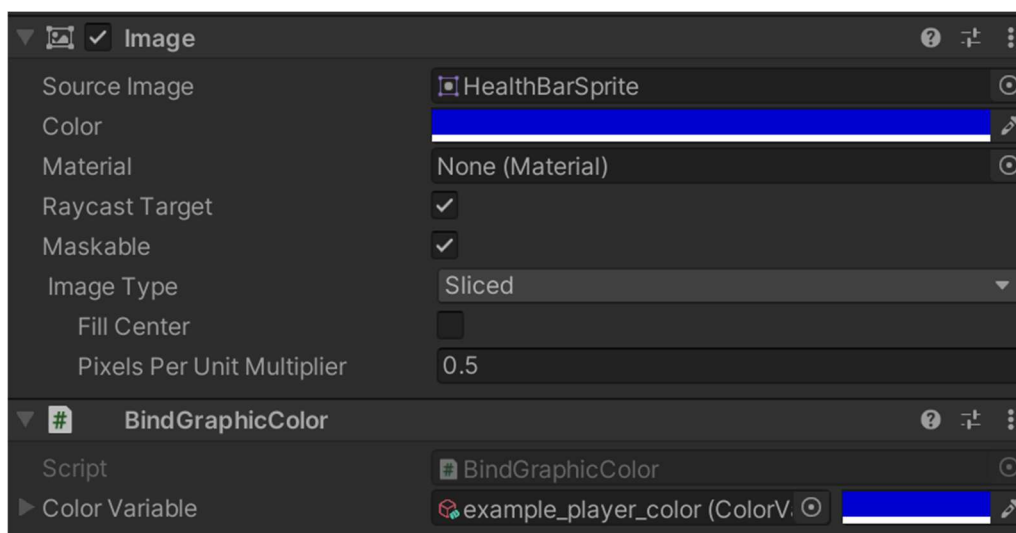 Image
Source Image HealthBarSprite
Color
Material None (Material)
Raycast Target
Maskable
Image Type Sliced
Fill Center
Pixels Per Unit Multiplier 0.5
# BindGraphicColor
Script # BindGraphicColor
Color Variable example_player_color (ColorV